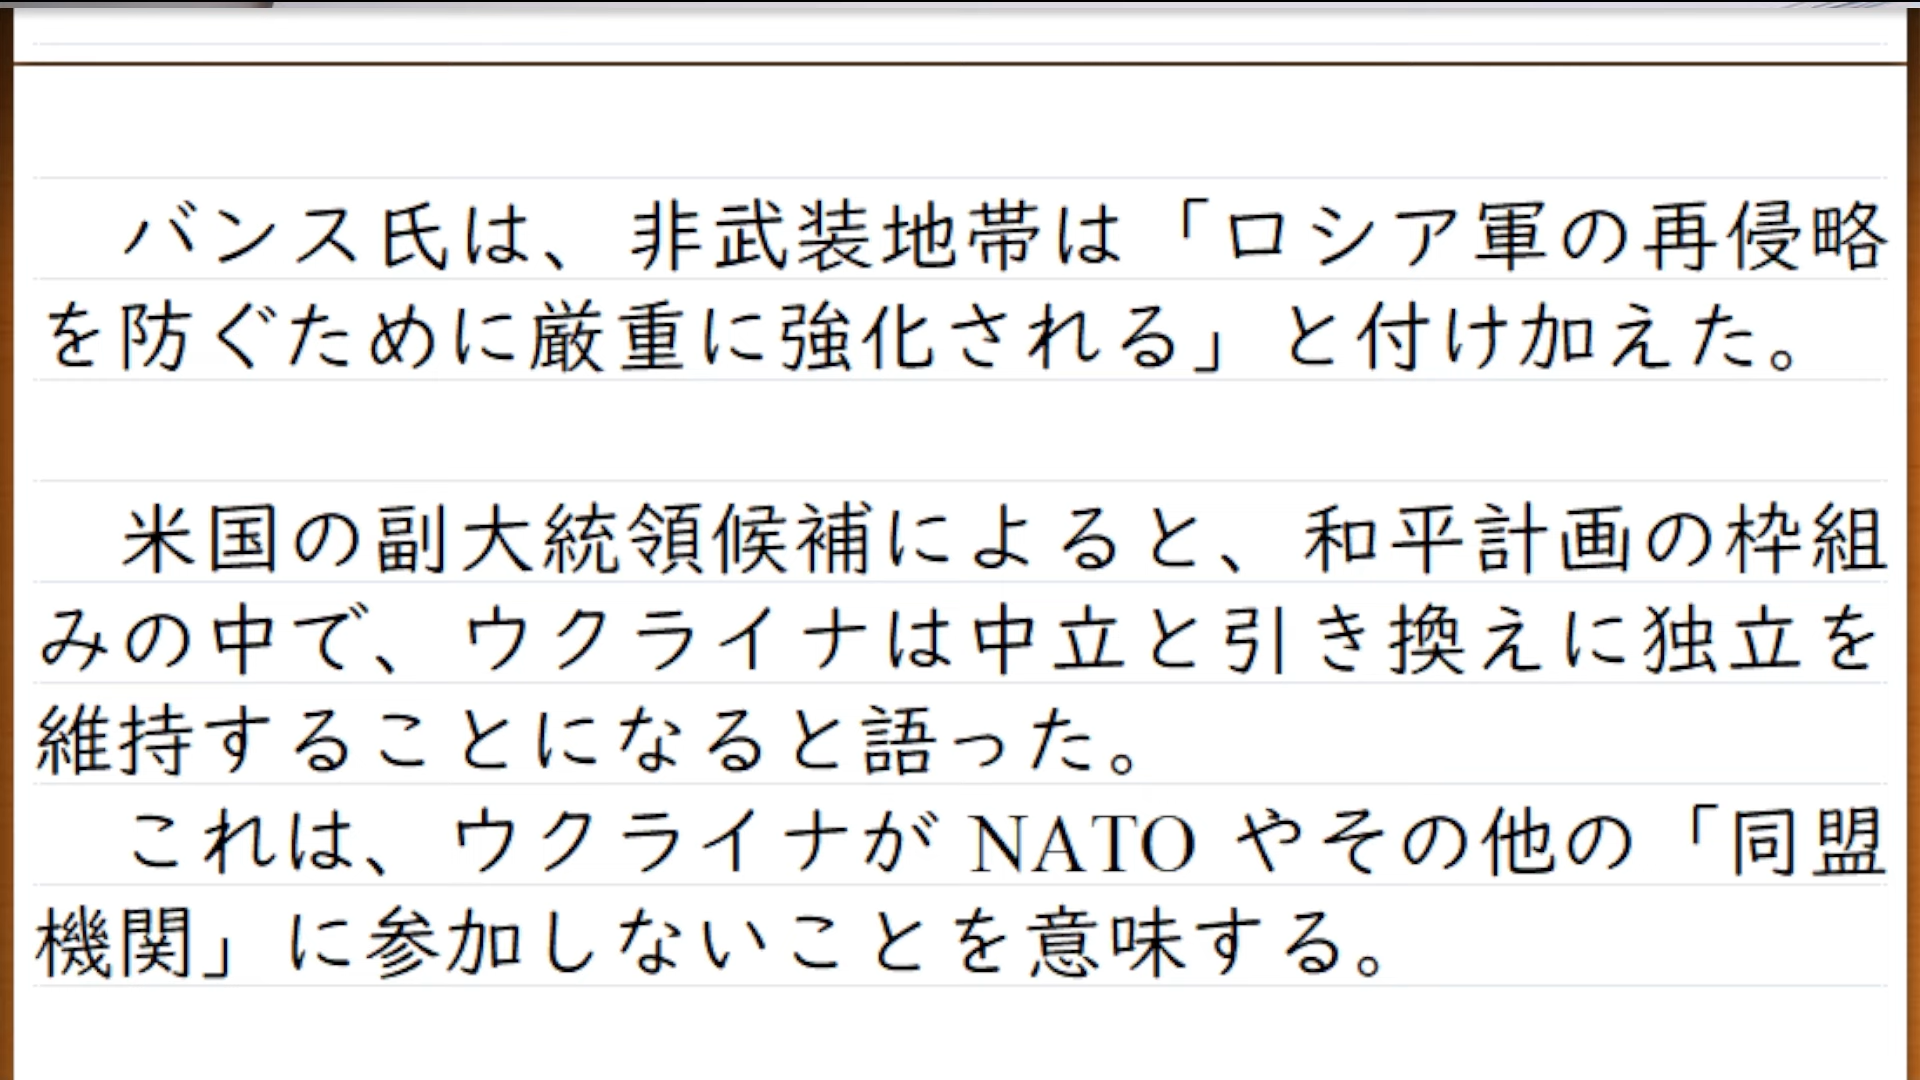 バンス氏は、非武装地帯は「ロシア軍の再侵略
を防ぐために厳重に強化される」と付け加えた。
米国の副大統領候補によると、和平計画の枠組
みの中で、ウクライナは中立と引き換えに独立を
維持することになると語った。
これは、ウクライナが NATO やその他の「同盟
機関」に参加しないことを意味する。